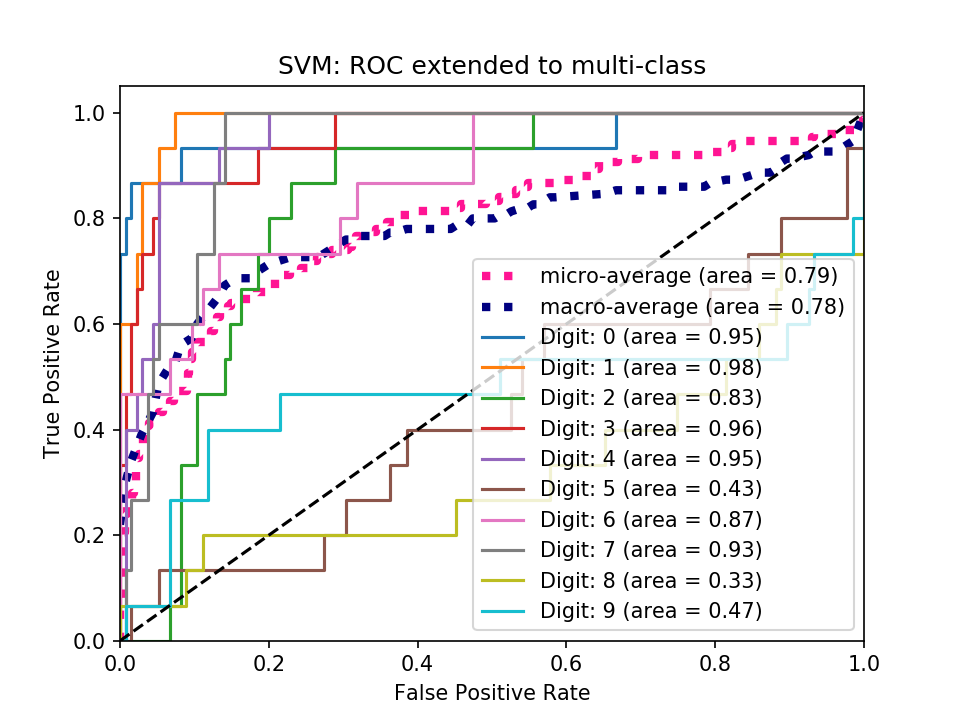 SVM: ROC extended to multi-class
True Positive Rate
1.0
0.8
0.6
0.4
0.2
0.0
micro-average (area = 0.79)
macro-average (area = 0.78)
Digit: 0 (area = 0.95)
Digit: 1 (area = 0.98)
Digit: 2 (area = 0.83)
Digit: 3 (area = 0.96)
Digit: 4 (area = 0.95)
Digit: 5 (area = 0.43)
Digit: 6 (area = 0.87)
Digit: 7 (area = 0.93)
Digit: 8 (area = 0.33)
Digit: 9 (area = 0.47)
0.0 0.2 0.4 0.6 0.8 1.0
False Positive Rate